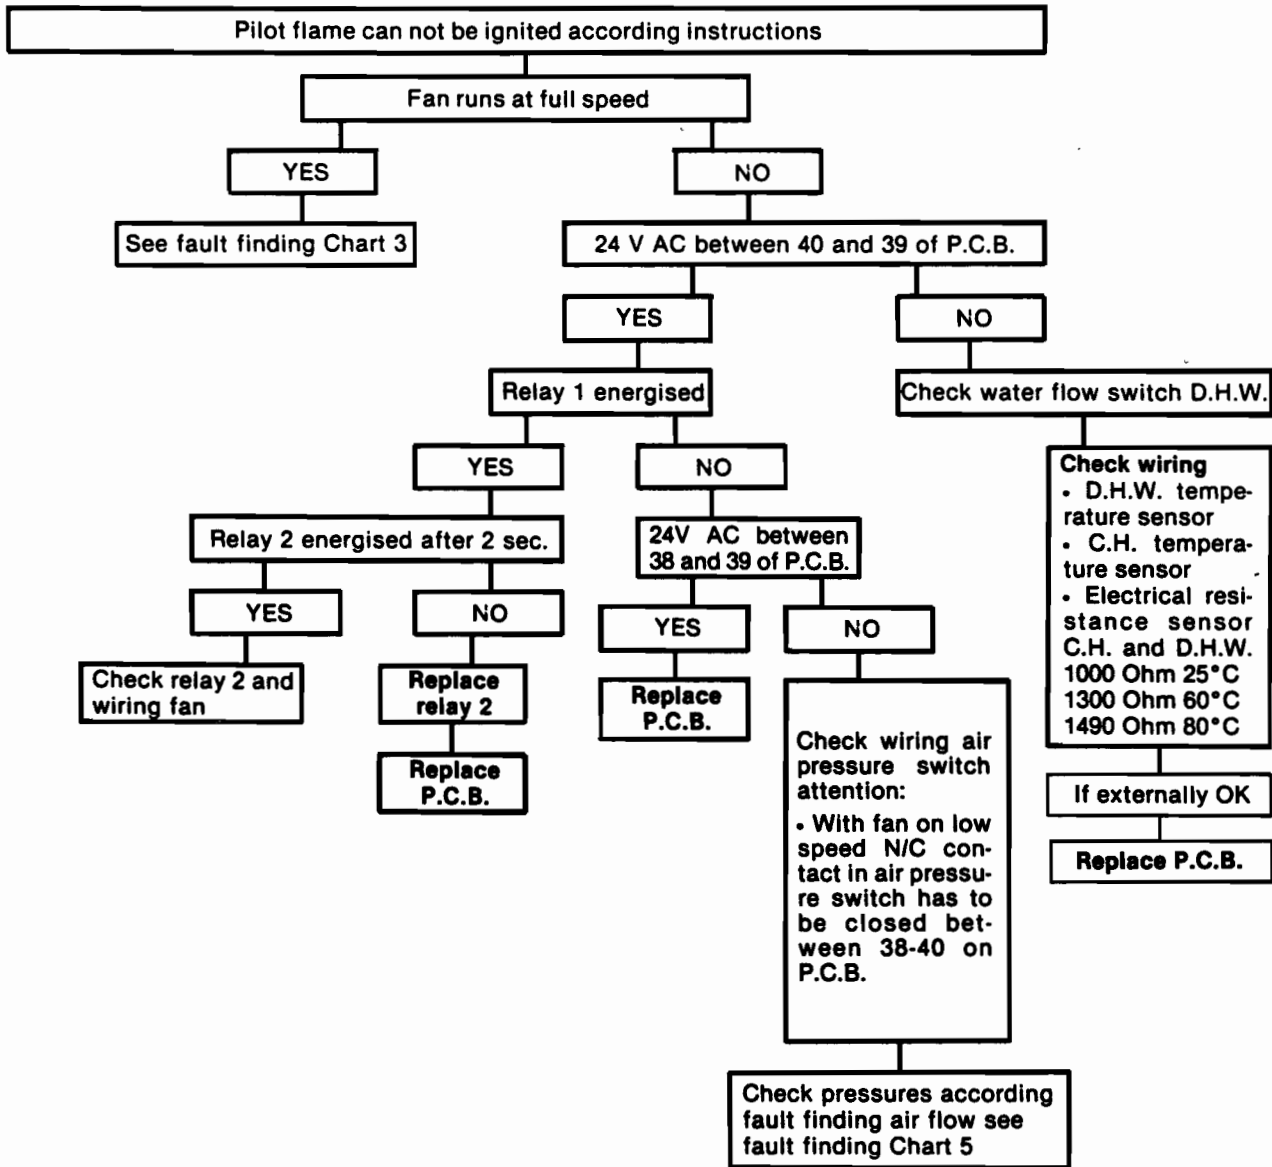 Pilot flame can not be ignited according instructions
Fan runs at full speed
YES
NO
See fault finding Chart 3
24 V AC between 40 and 39 of P.C.B.
YES
NO
Relay 1 energised
Check water flow switch D.H.W.
YES
NO
Check wiring
• D.H.W. tempe-
rature sensor
• C.H. tempera-
ture sensor
• Electrical resi-
stance sensor
C.H. and D.H.W.
1000 Ohm 25°C
1300 Ohm 60°C
1490 Ohm 80°C
Relay 2 energised after 2 sec.
24V AC between
38 and 39 of P.C.B.
YES
NO
YES
NO
Check relay 2 and
wiring fan
Replace
relay 2
Replace
P.C.B.
Replace
P.C.B.
Check wiring air
pressure switch
attention:
• With fan on low
speed N/C con-
tact in air pressu-
re switch has to
be closed bet-
ween 38-40 on
P.C.B.
If externally OK
Replace P.C.B.
Check pressures according
fault finding air flow see
fault finding Chart 5